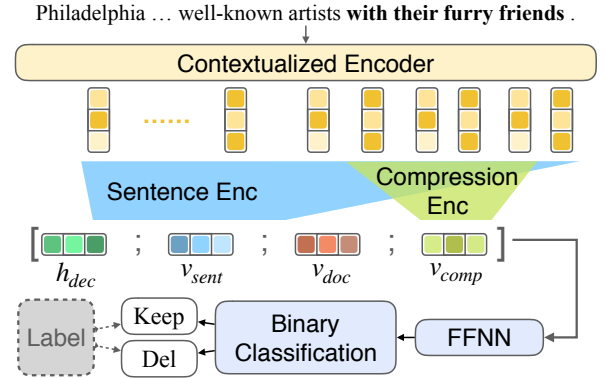 Philadelphia … well-known artists with their furry friends .
Contextualized Encoder
......
Sentence Enc
Compression
Enc
[ ; ; ; ]
h_dec v_sent v_doc v_comp
Label
Keep
Del
Binary
Classification
FFNN